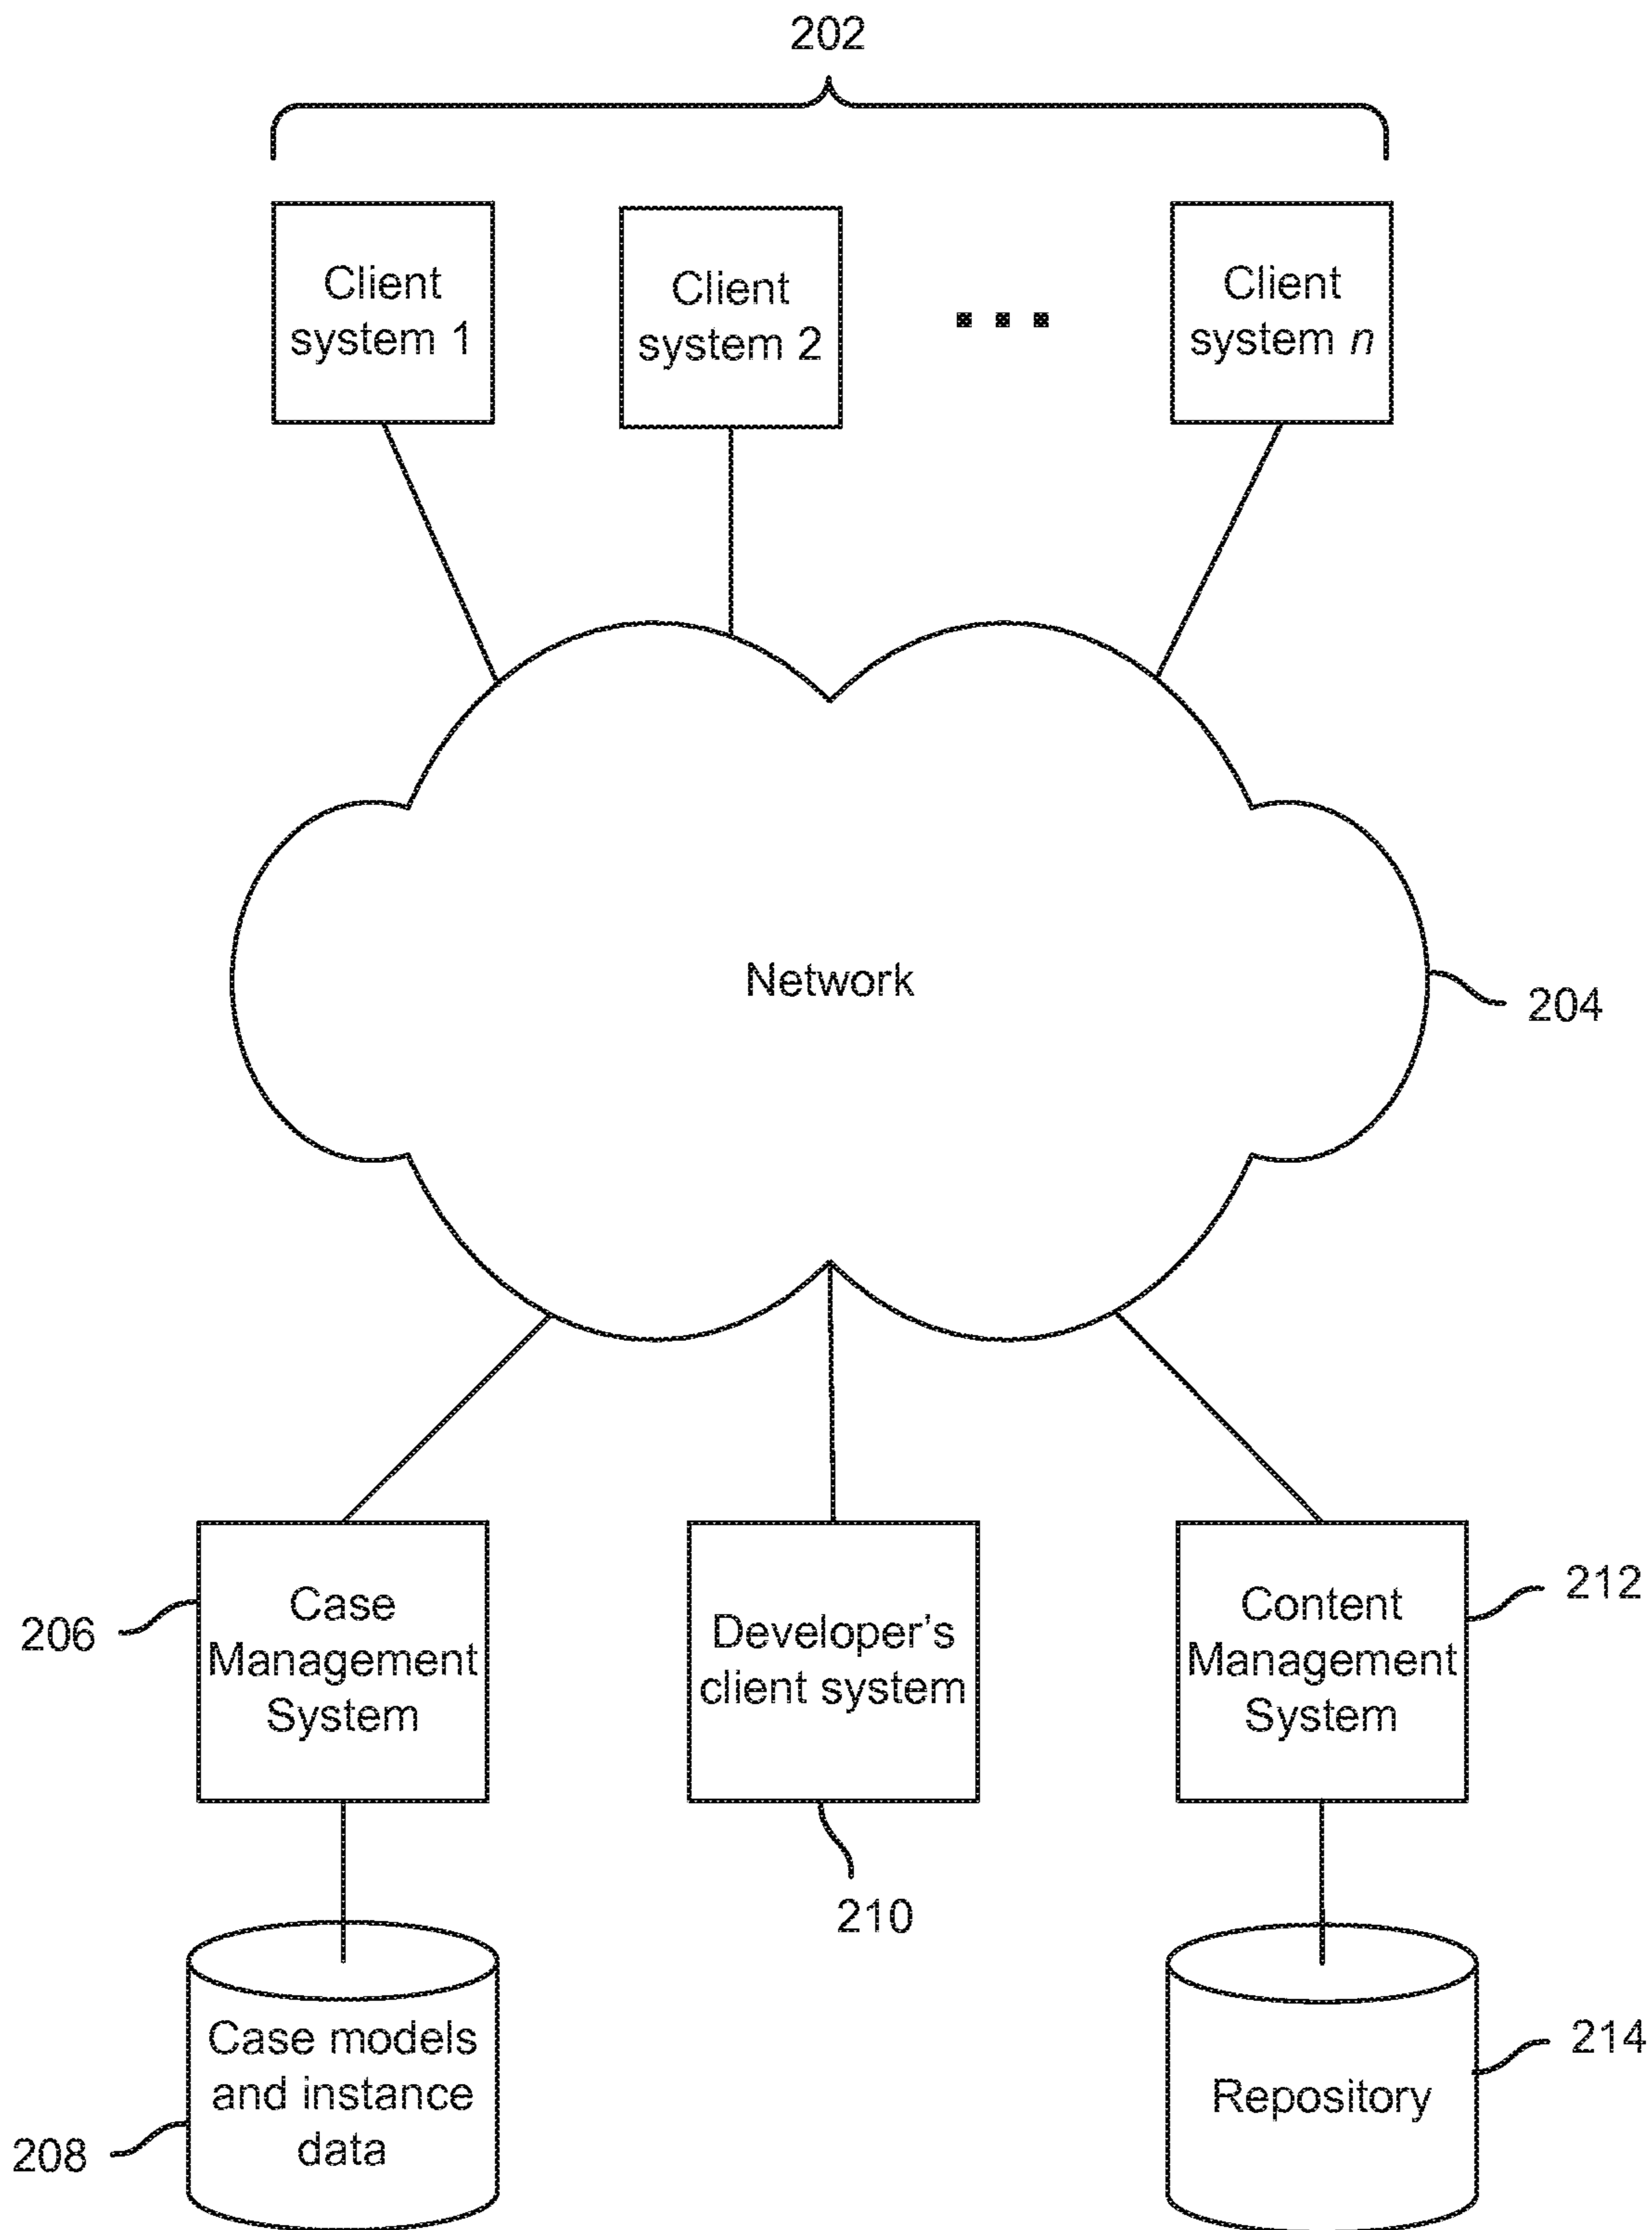 202
Client
system 1
Client
system 2
Client
system n
Network
204
206
Case
Management
System
Developer's
client system
210
Content
Management
System
212
Case models
and instance
data
208
Repository
214